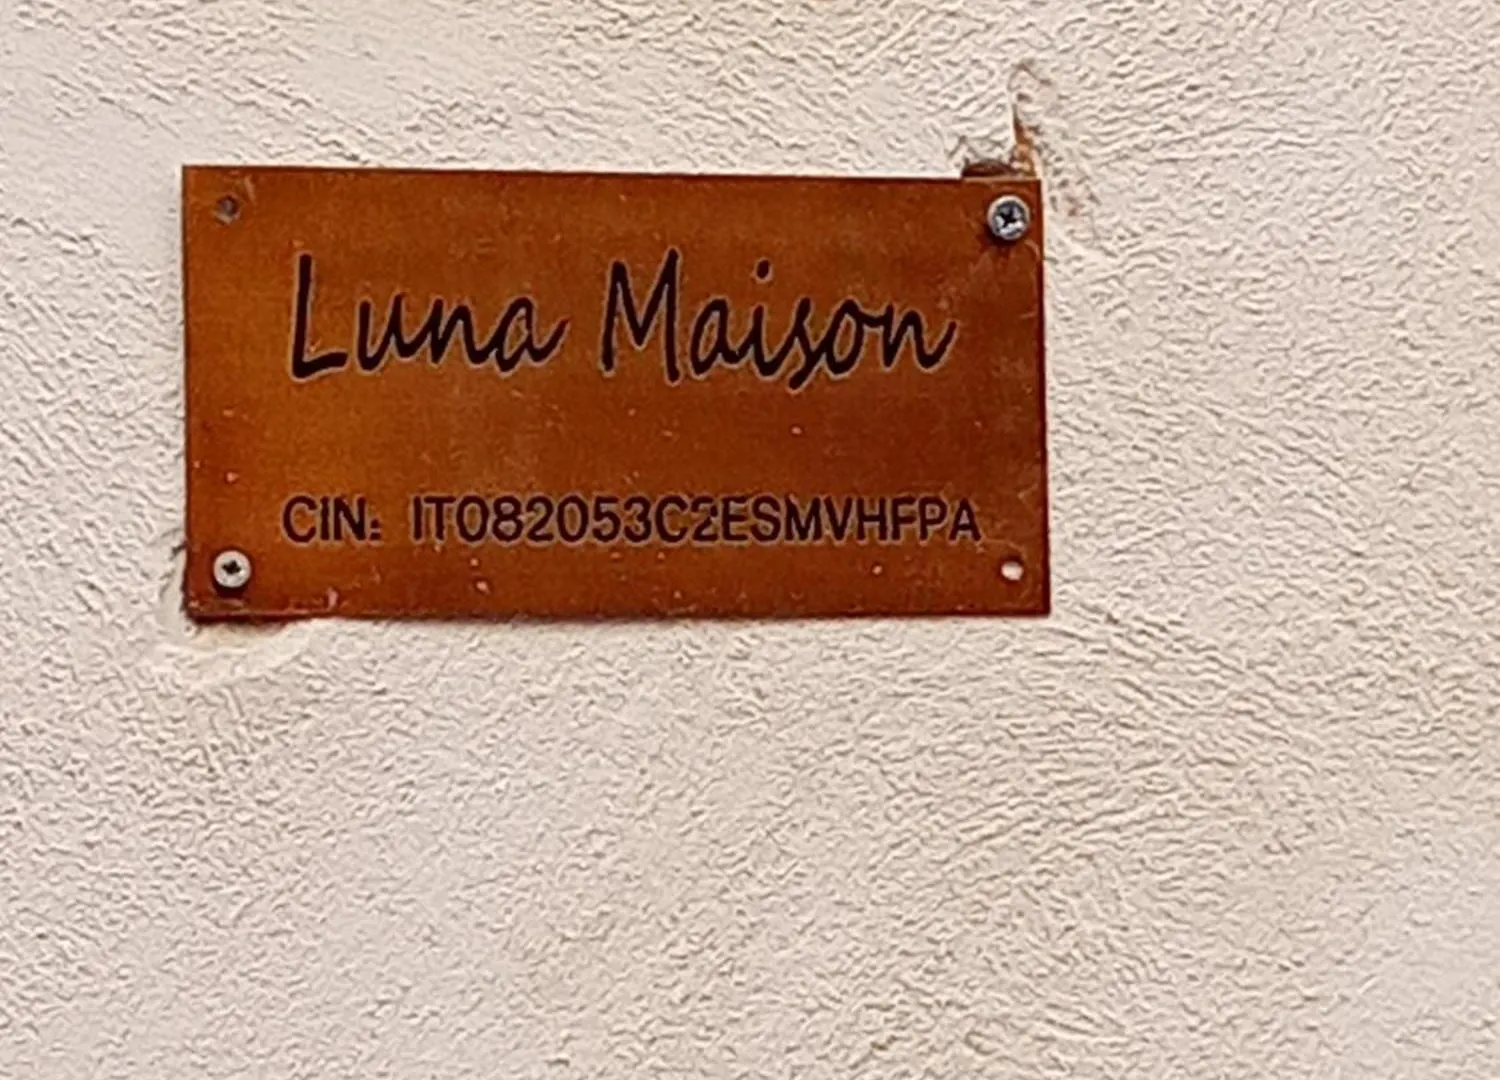 Luna Maison
CIN: IT082053C2ESMVHFPA